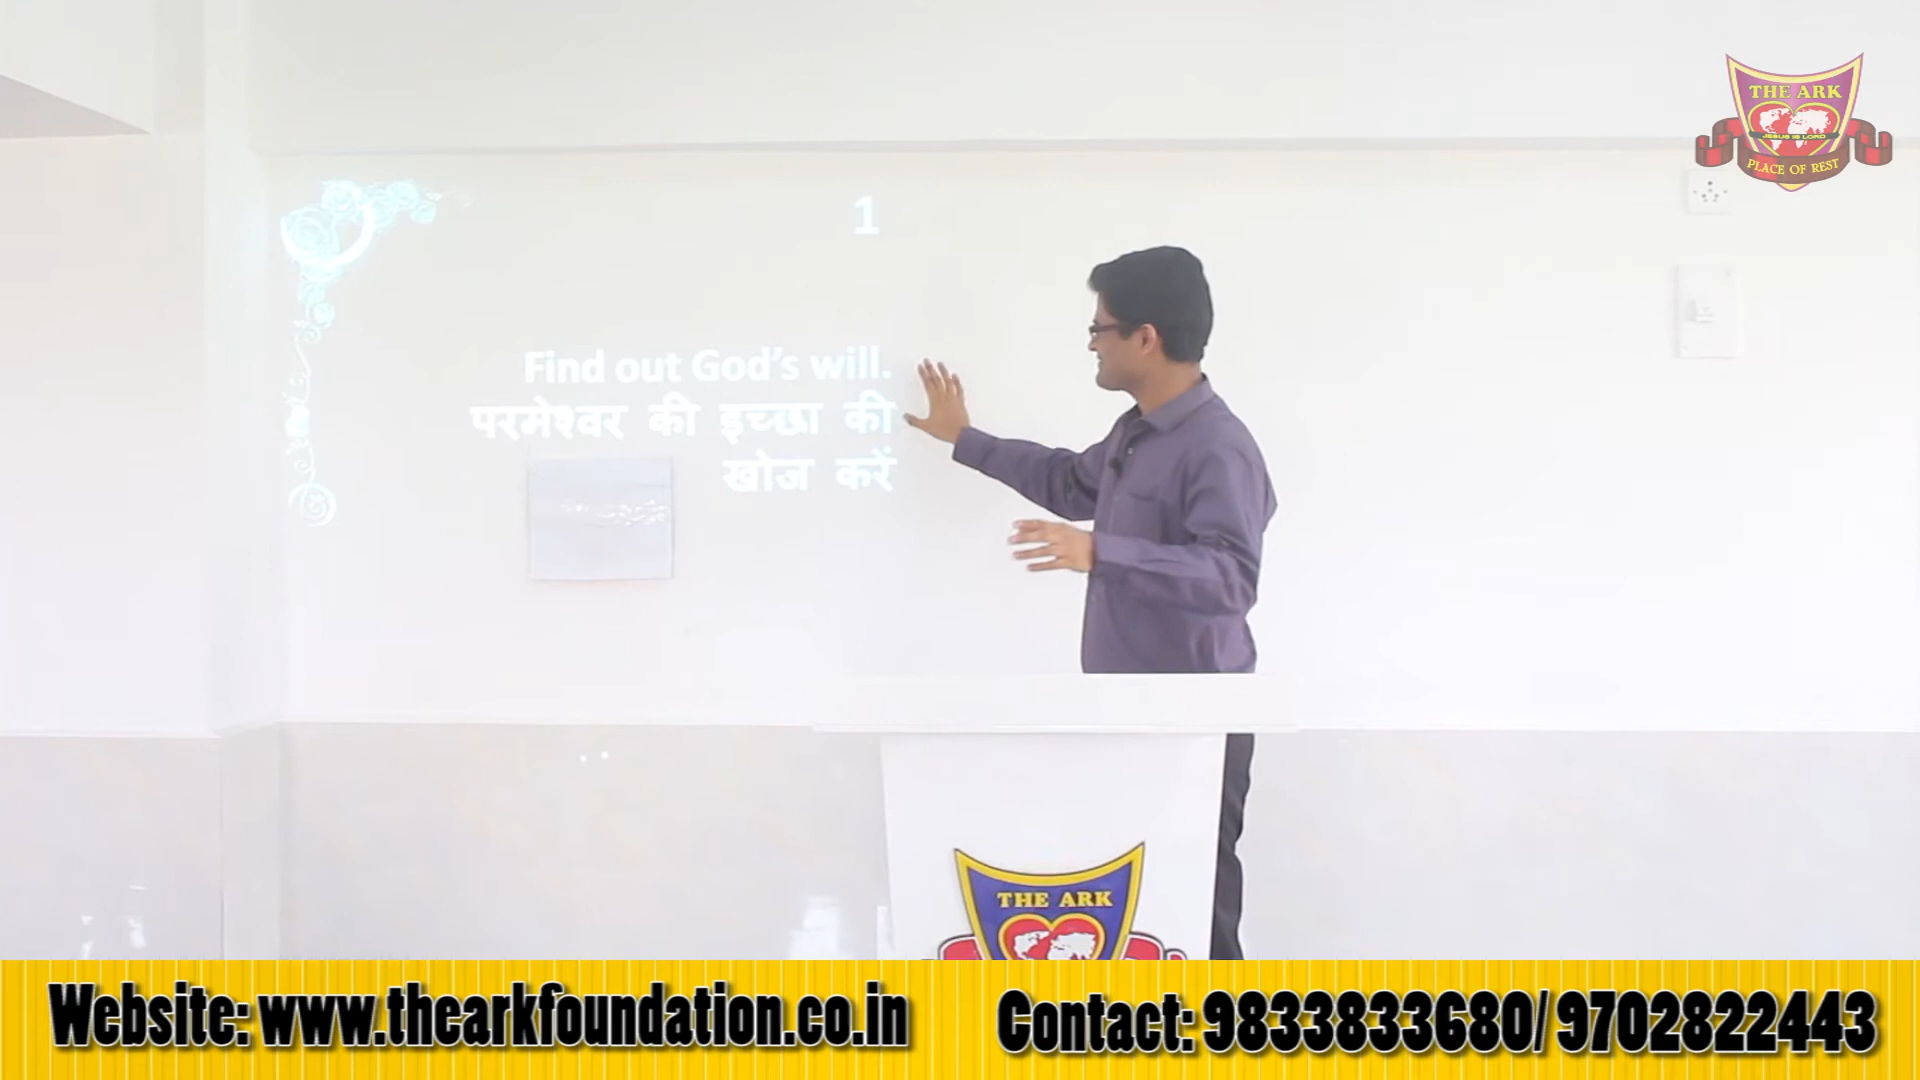 THE ARK
JESUS IS LORD
PLACE OF REST
1
Find out God's will.
परमेश्वर की इच्छा की
खोज करें
THE ARK
Website: www.thearkfoundation.co.in
Contact: 9833833680/ 9702822443